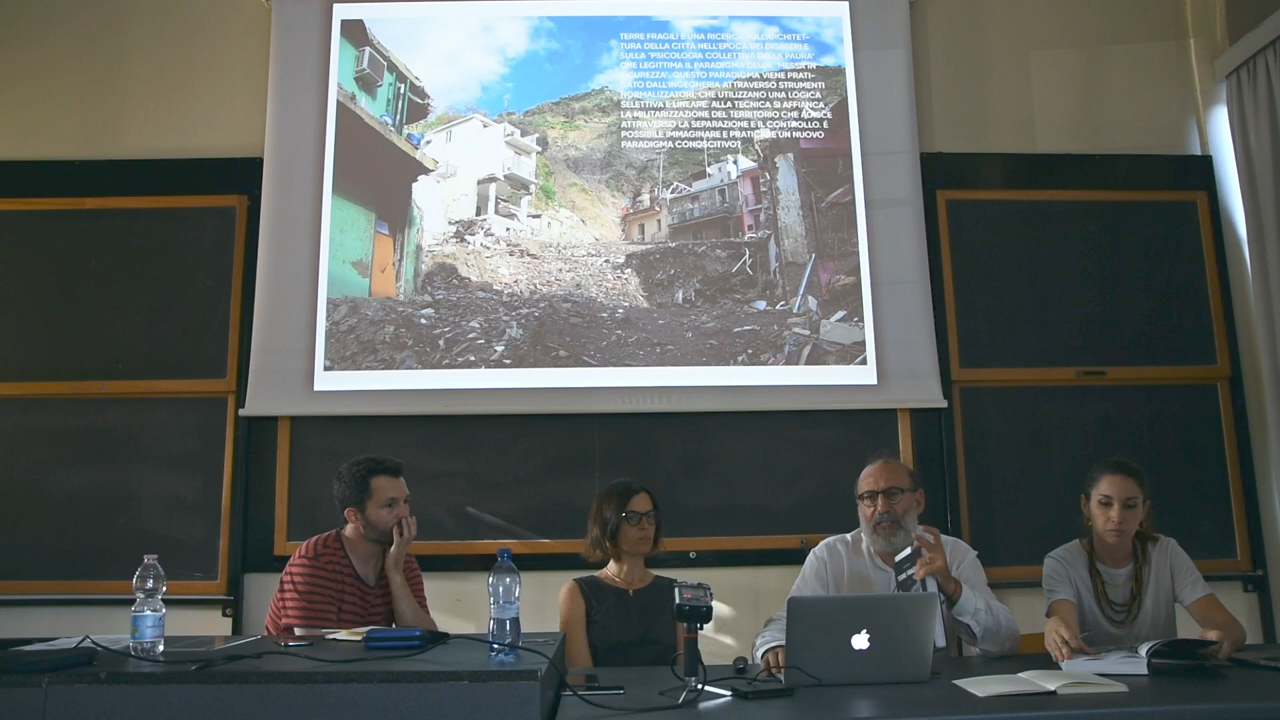 TERRE FRAGILI È UNA RICERCA SULL'ARCHITET-
TURA DELLA CITTÀ NELL'EPOCA DEI DISASTRI E
SULLA "PSICOLOGIA COLLETTIVA DELLA PAURA"
CHE LEGITTIMA IL PARADIGMA DELLA "MESSA IN
SICUREZZA". QUESTO PARADIGMA VIENE PRATI-
CATO DALL'INGEGNERIA ATTRAVERSO STRUMENTI
NORMALIZZATORI, CHE UTILIZZANO UNA LOGICA
SELETTIVA E LINEARE. ALLA TECNICA SI AFFIANCA
LA MILITARIZZAZIONE DEL TERRITORIO CHE AGISCE
ATTRAVERSO LA SEPARAZIONE E IL CONTROLLO. È
POSSIBILE IMMAGINARE E PRATICARE UN NUOVO
PARADIGMA CONOSCITIVO?